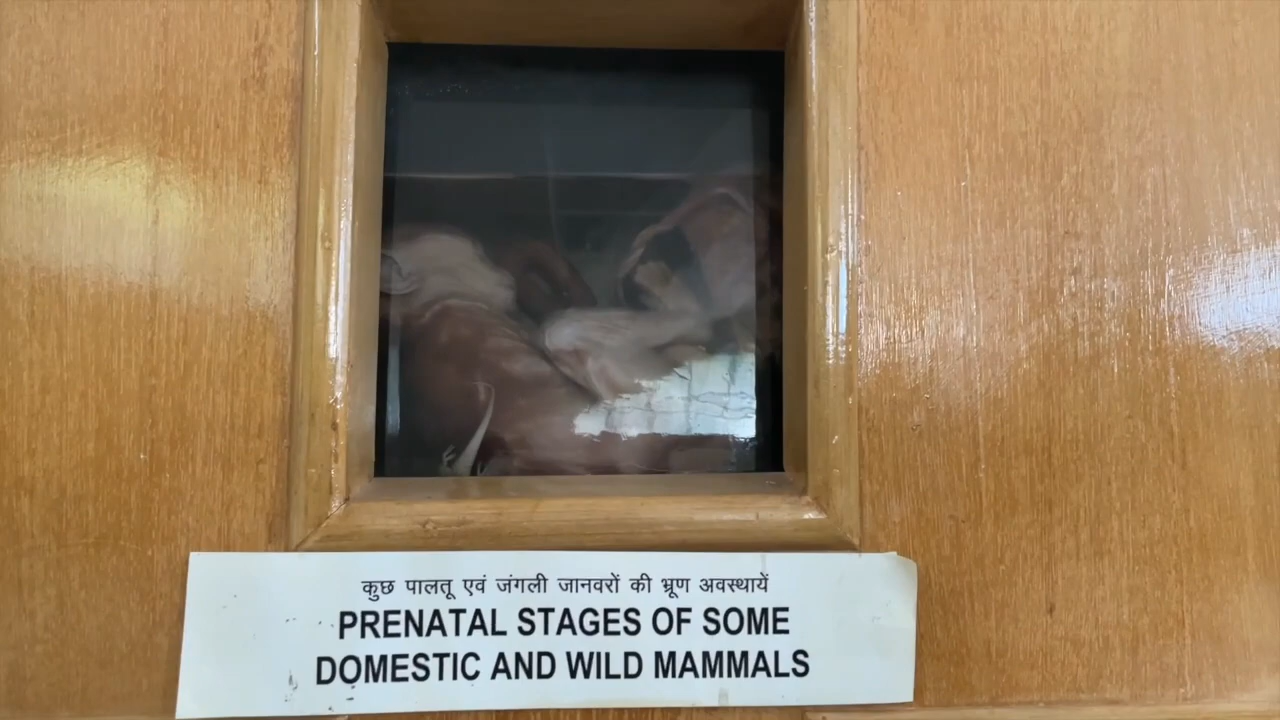 कुछ पालतू एवं जंगली जानवरों की भ्रूण अवस्थायें
PRENATAL STAGES OF SOME
DOMESTIC AND WILD MAMMALS